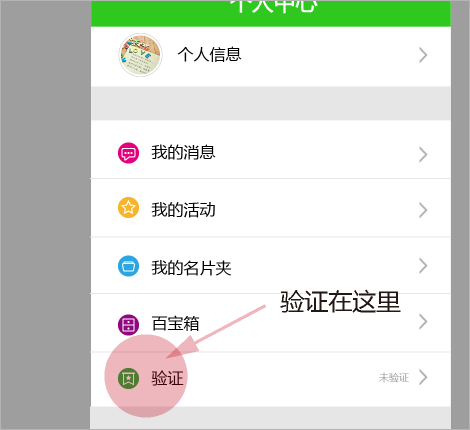 个人中心
个人信息
我的消息
我的活动
我的名片夹
验证在这里
百宝箱
验证
未验证